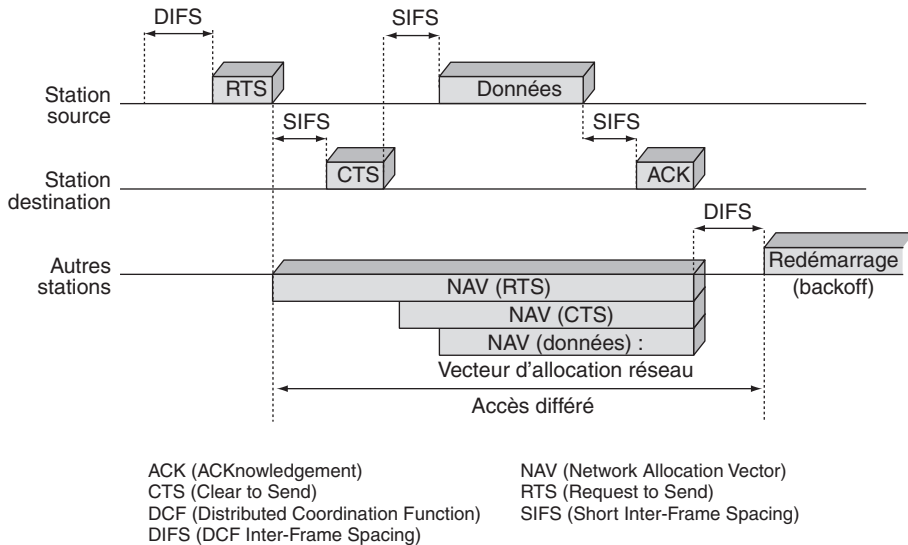 DIFS
SIFS
RTS
Données
Station
source
SIFS
SIFS
CTS
ACK
Station
destination
DIFS
Autres
stations
Redémarrage
(backoff)
NAV (RTS)
NAV (CTS)
NAV (données) :
Vecteur d'allocation réseau
Accès différé
ACK (ACKnowledgement)
CTS (Clear to Send)
DCF (Distributed Coordination Function)
DIFS (DCF Inter-Frame Spacing)
NAV (Network Allocation Vector)
RTS (Request to Send)
SIFS (Short Inter-Frame Spacing)